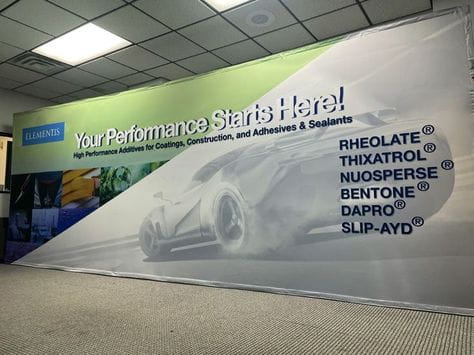 ELEMENTIS
Your Performance Starts Here!
High Performance Additives for Coatings, Construction, and Adhesives & Sealants
RHEOLATE®
THIXATROL®
NUOSPERSE®
BENTONE®
DAPRO®
SLIP-AYD®